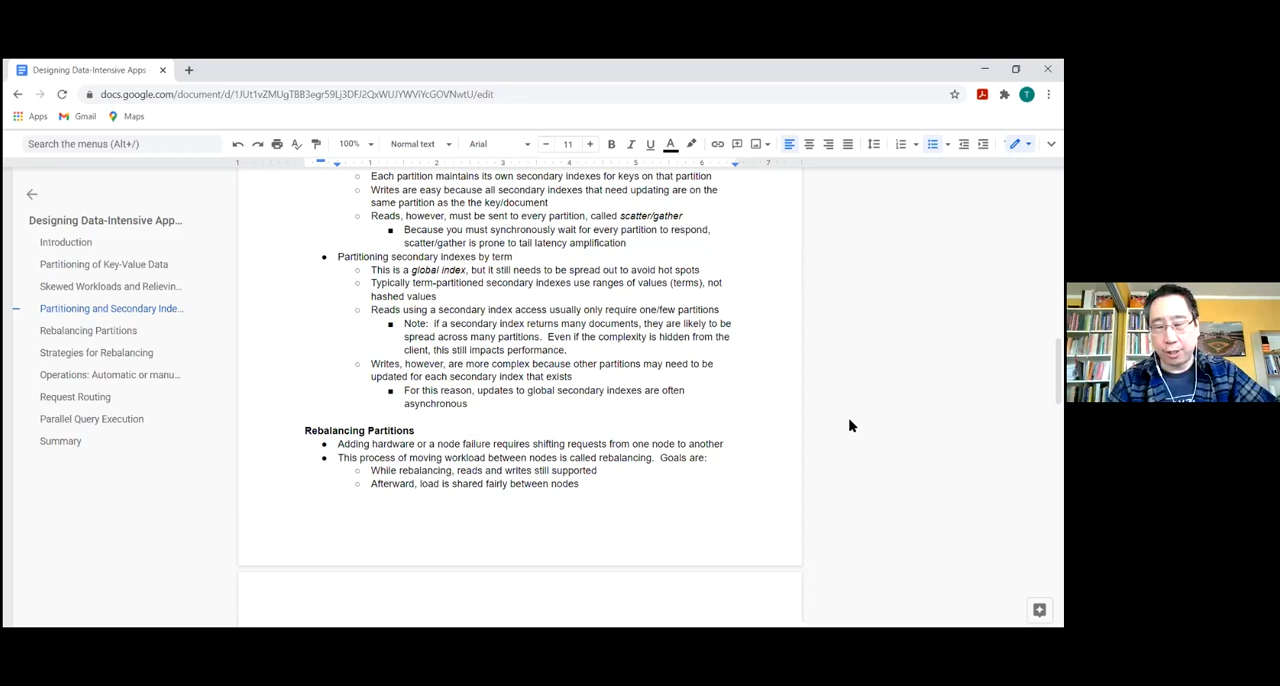 Designing Data-Intensive Apps
docs.google.com/document/d/1JUt1vZMUgTBB3egr59Lj3DFJ2QxWUJYWViYcGOVNwtU/edit
T
Apps
Gmail
Maps
Search the menus (Alt+/)
100%
Normal text
Arial
11
B
I
U
A
1
1
2
3
4
5
6
7
Designing Data-Intensive App...
Introduction
Partitioning of Key-Value Data
Skewed Workloads and Relievin...
Partitioning and Secondary Inde...
Rebalancing Partitions
Strategies for Rebalancing
Operations: Automatic or manu...
Request Routing
Parallel Query Execution
Summary
Each partition maintains its own secondary indexes for keys on that partition
Writes are easy because all secondary indexes that need updating are on the
same partition as the the key/document
Reads, however, must be sent to every partition, called scatter/gather
Because you must synchronously wait for every partition to respond,
scatter/gather is prone to tail latency amplification
Partitioning secondary indexes by term
This is a global index, but it still needs to be spread out to avoid hot spots
Typically term-partitioned secondary indexes use ranges of values (terms), not
hashed values
Reads using a secondary index access usually only require one/few partitions
Note: if a secondary index returns many documents, they are likely to be
spread across many partitions. Even if the complexity is hidden from the
client, this still impacts performance.
Writes, however, are more complex because other partitions may need to be
updated for each secondary index that exists
For this reason, updates to global secondary indexes are often
asynchronous
Rebalancing Partitions
Adding hardware or a node failure requires shifting requests from one node to another
This process of moving workload between nodes is called rebalancing. Goals are:
While rebalancing, reads and writes still supported
Afterward, load is shared fairly between nodes